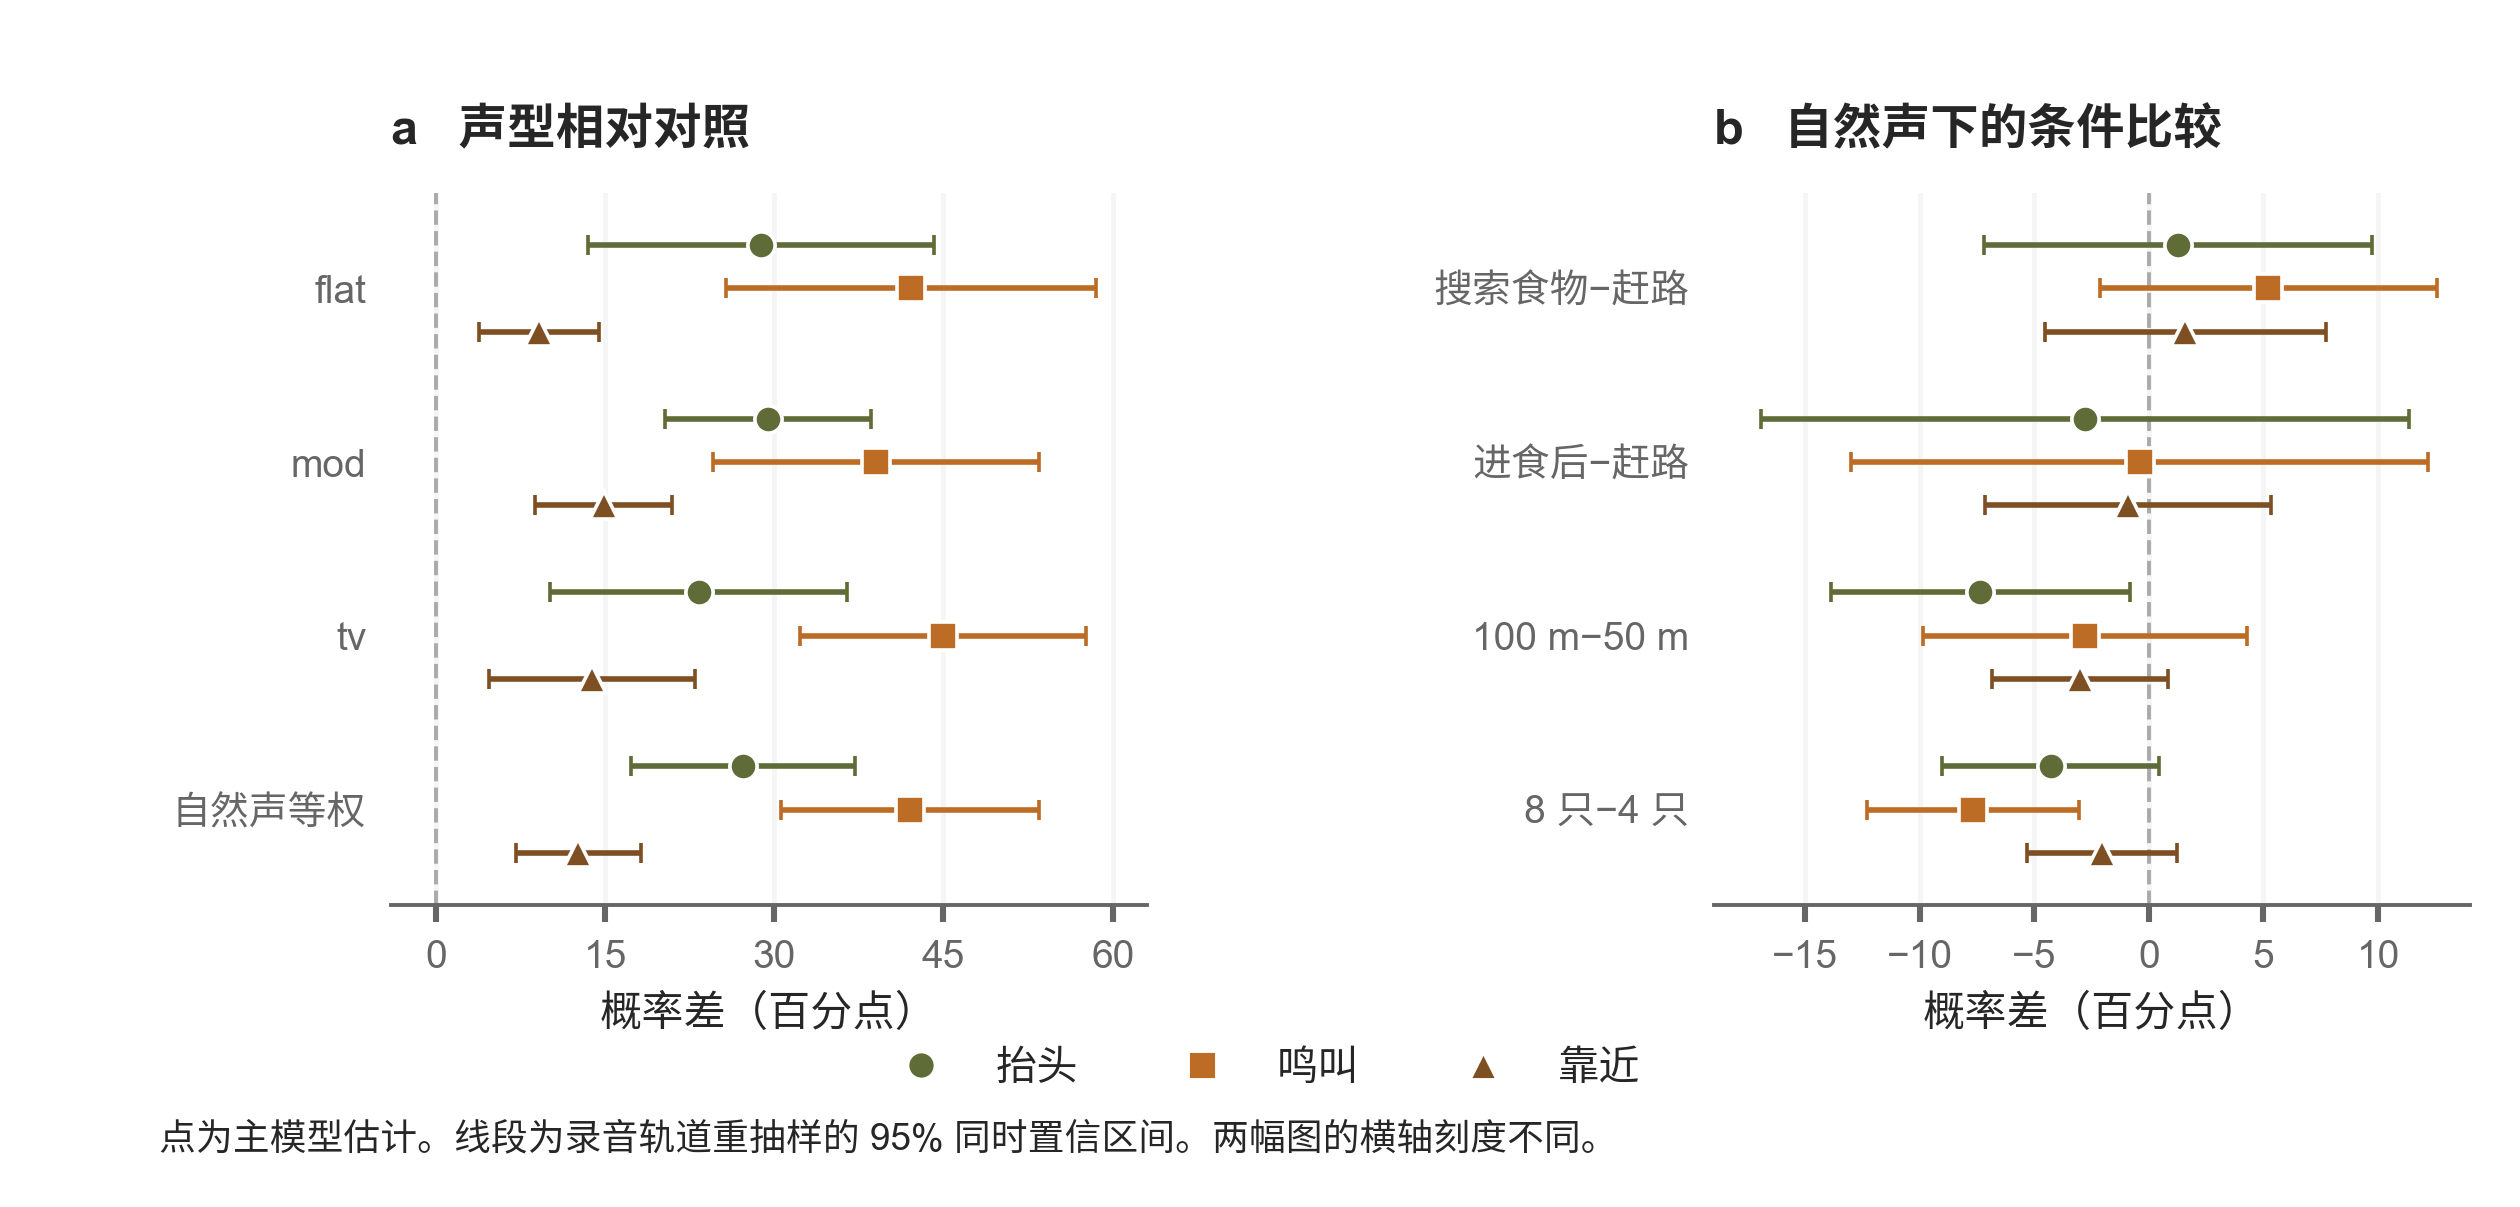 a 声型相对对照
flat
mod
tv
自然声等权
0 15 30 45 60
概率差（百分点）
b 自然声下的条件比较
搜索食物−赶路
进食后−赶路
100 m−50 m
8 只−4 只
−15 −10 −5 0 5 10
概率差（百分点）
抬头 鸣叫 靠近
点为主模型估计。线段为录音轨道重抽样的 95% 同时置信区间。两幅图的横轴刻度不同。